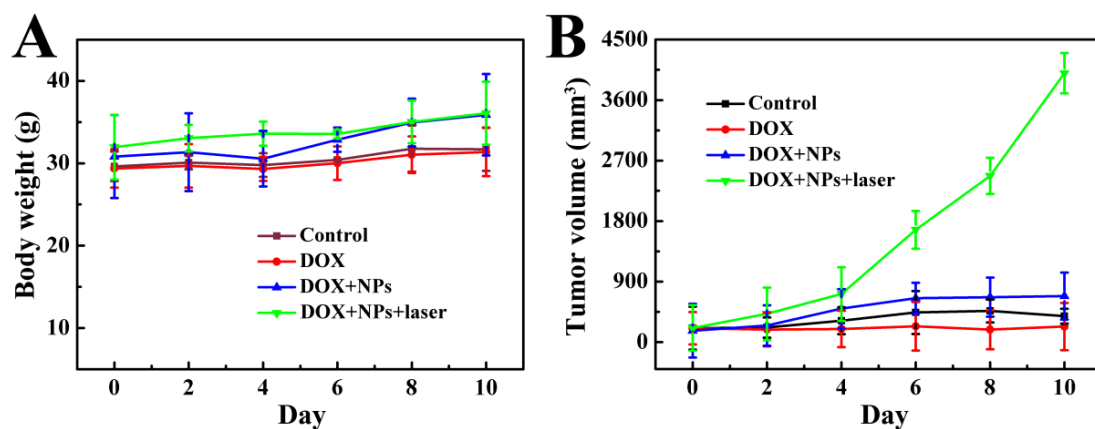 A
Body weight (g)
40
30
20
10
Control
DOX
DOX+NPs
DOX+NPs+laser
0 2 4 6 8 10
Day
B
Tumor volume (mm³)
4500
3600
2700
1800
900
0
Control
DOX
DOX+NPs
DOX+NPs+laser
0 2 4 6 8 10
Day